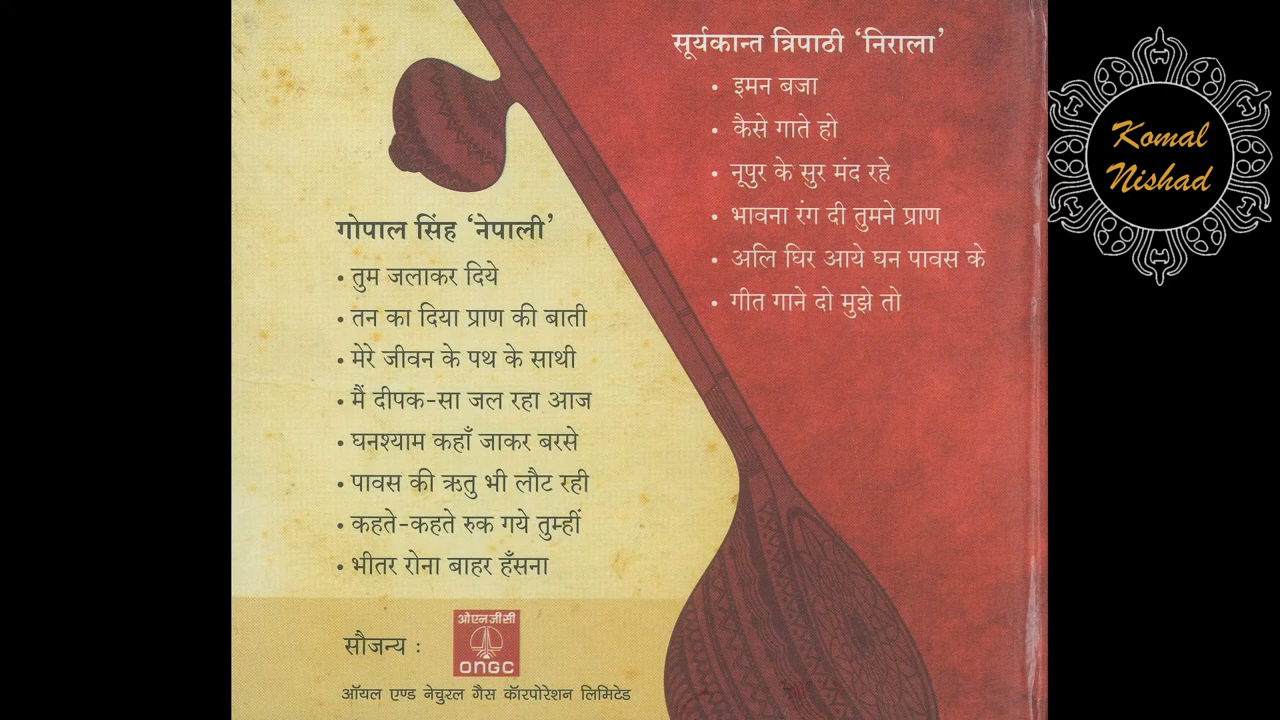 गोपाल सिंह ‘नेपाली’
• तुम जलाकर दिये
• तन का दिया प्राण की बाती
• मेरे जीवन के पथ के साथी
• मैं दीपक-सा जल रहा आज
• घनश्याम कहाँ जाकर बरसे
• पावस की ऋतु भी लौट रही
• कहते-कहते रुक गये तुम्हीं
• भीतर रोना बाहर हँसना
सौजन्य :
ओएनजीसी
ONGC
ऑयल एण्ड नेचुरल गैस कॉरपोरेशन लिमिटेड
सूर्यकान्त त्रिपाठी ‘निराला’
• इमन बजा
• कैसे गाते हो
• नूपुर के सुर मंद रहे
• भावना रंग दी तुमने प्राण
• अलि घिर आये घन पावस के
• गीत गाने दो मुझे तो
Komal
Nishad